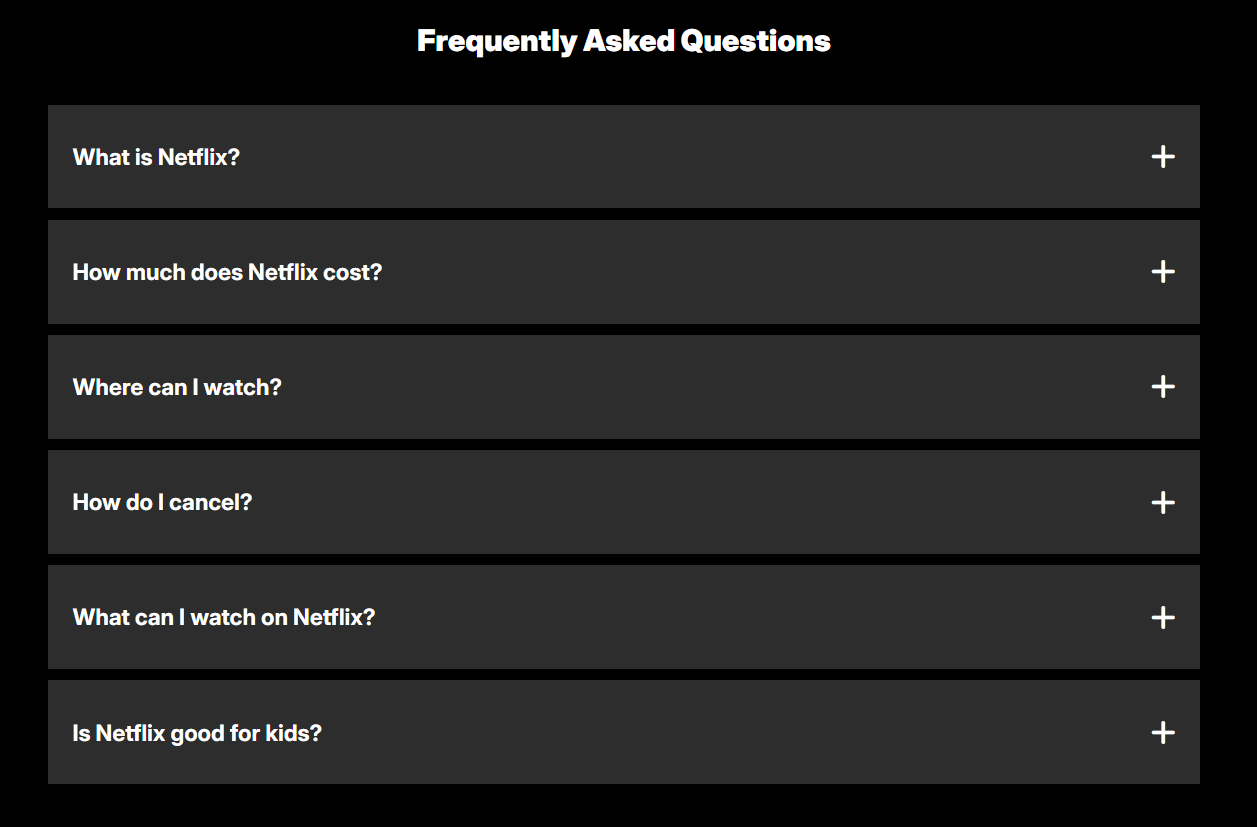 Frequently Asked Questions
What is Netflix?
How much does Netflix cost?
Where can I watch?
How do I cancel?
What can I watch on Netflix?
Is Netflix good for kids?